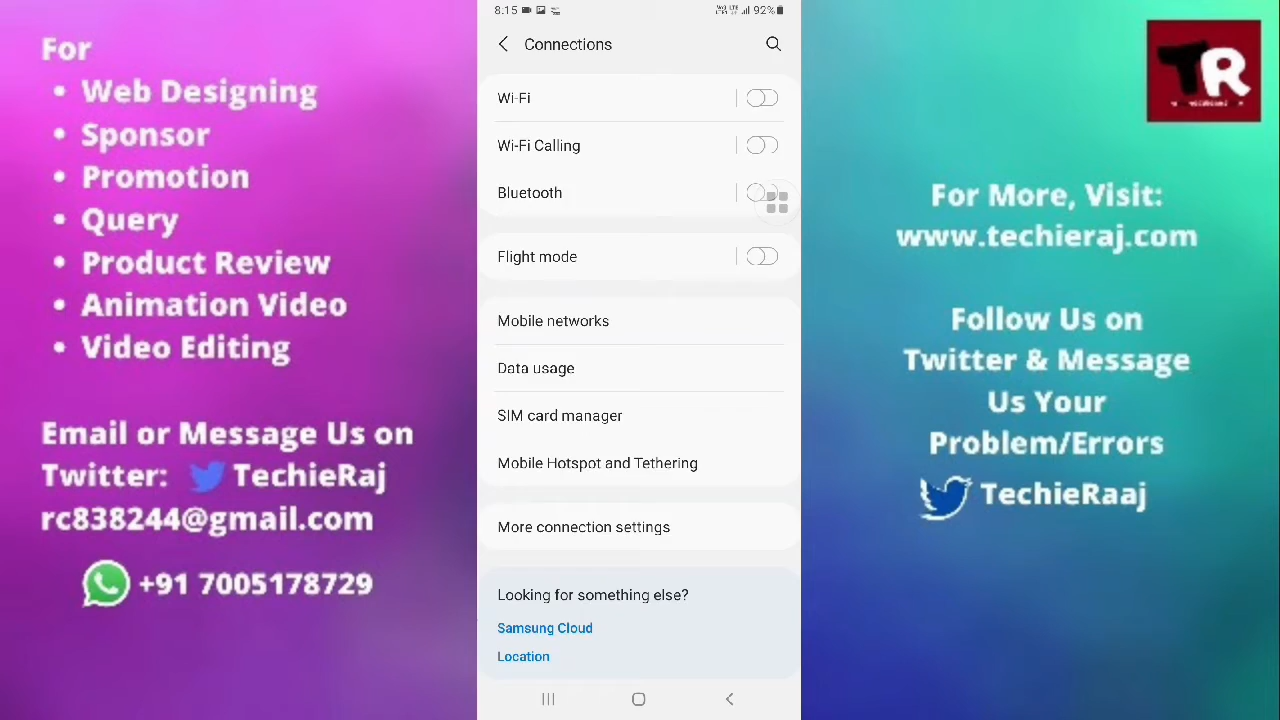 For
• Web Designing
• Sponsor
• Promotion
• Query
• Product Review
• Animation Video
• Video Editing
Email or Message Us on
Twitter: TechieRaj
rc838244@gmail.com
+91 7005178729
8:15
92%
Connections
Wi-Fi
Wi-Fi Calling
Bluetooth
Flight mode
Mobile networks
Data usage
SIM card manager
Mobile Hotspot and Tethering
More connection settings
Looking for something else?
Samsung Cloud
Location
TR
For More, Visit:
www.techieraj.com
Follow Us on
Twitter & Message
Us Your
Problem/Errors
TechieRaaj